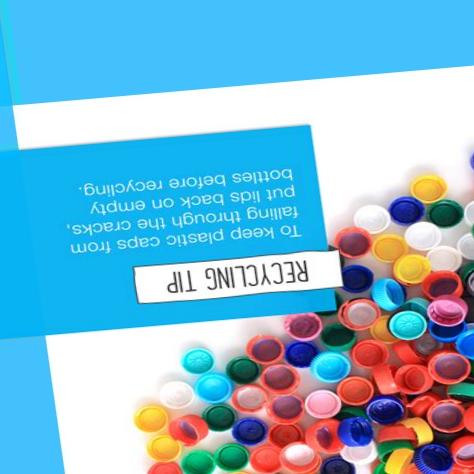 RECYCLING TIP
To keep plastic caps from
falling through the cracks,
put lids back on empty
bottles before recycling.